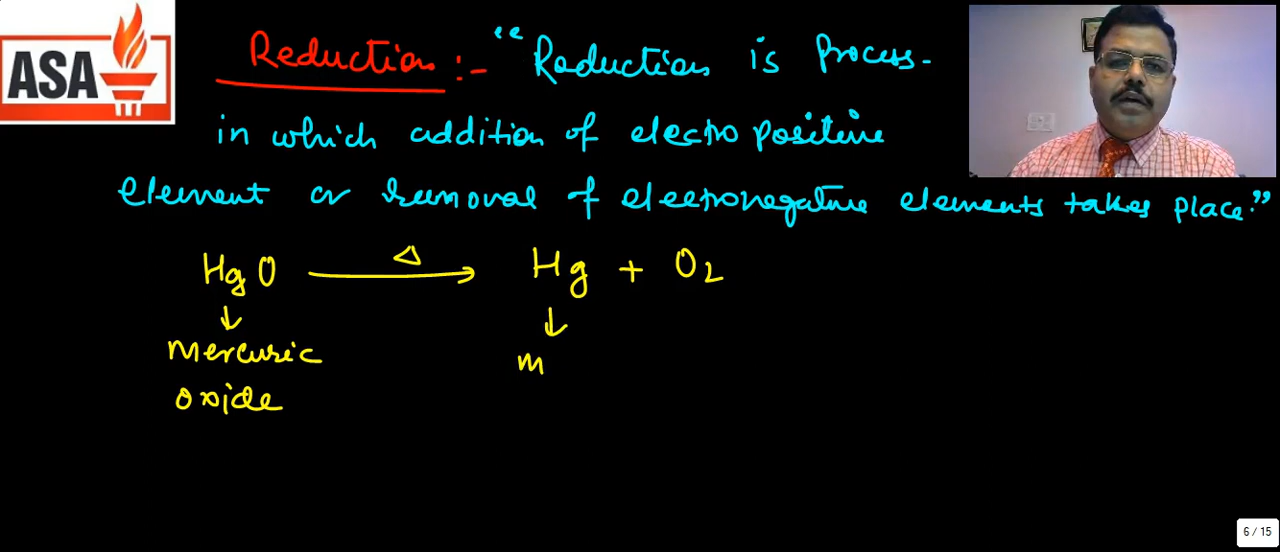 ASA
Reduction :- "Reduction is Process-
in which addition of electropositive
element or removal of electronegative elements takes place."
HgO →Δ Hg + O2
↓ ↓
Mercuric m
oxide
6 / 15